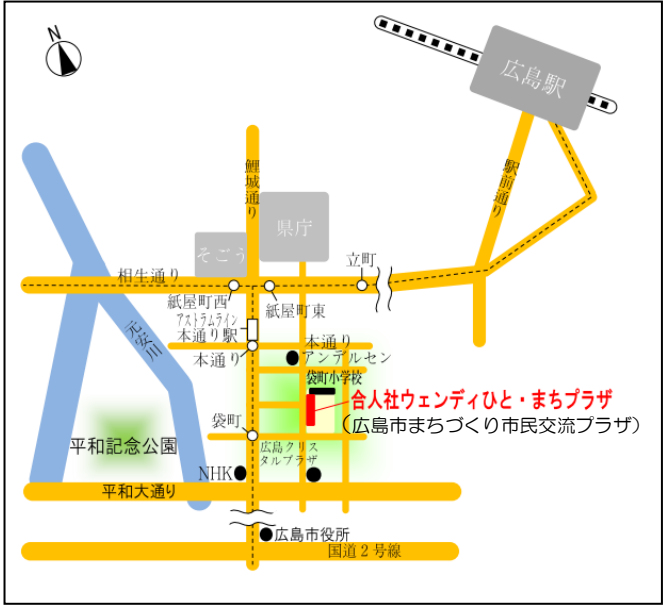 N
広島駅
鯉城通り
駅前通り
県庁
そごう
立町
相生通り
紙屋町西
紙屋町東
アストラムライン
本通り駅
元安川
本通り
本通り
アンデルセン
袋町小学校
合人社ウェンディひと・まちプラザ
（広島市まちづくり市民交流プラザ）
袋町
平和記念公園
広島クリス
タルプラザ
NHK
平和大通り
広島市役所
国道２号線